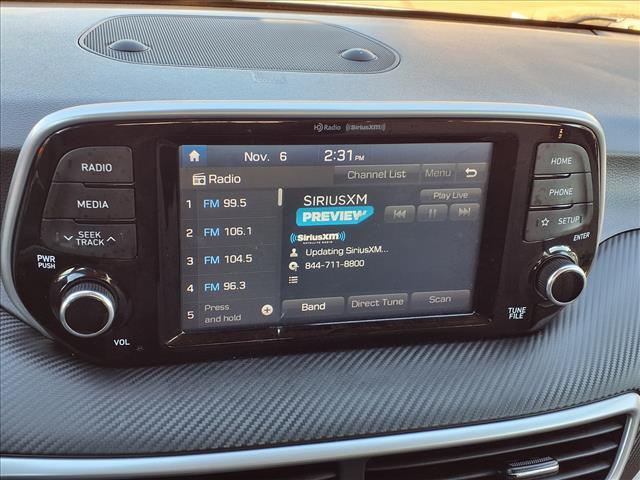 HD Radio SiriusXM
Nov. 6 2:31 PM
Radio Channel List Menu
1 FM 99.5
2 FM 106.1
3 FM 104.5
4 FM 96.3
5 Press and hold
SIRIUSXM
PREVIEW
SiriusXM
SATELLITE RADIO
Updating SiriusXM...
844-711-8800
Play Live
Band Direct Tune Scan
RADIO
MEDIA
SEEK
TRACK
PWR
PUSH
VOL
HOME
PHONE
SETUP
ENTER
TUNE
FILE